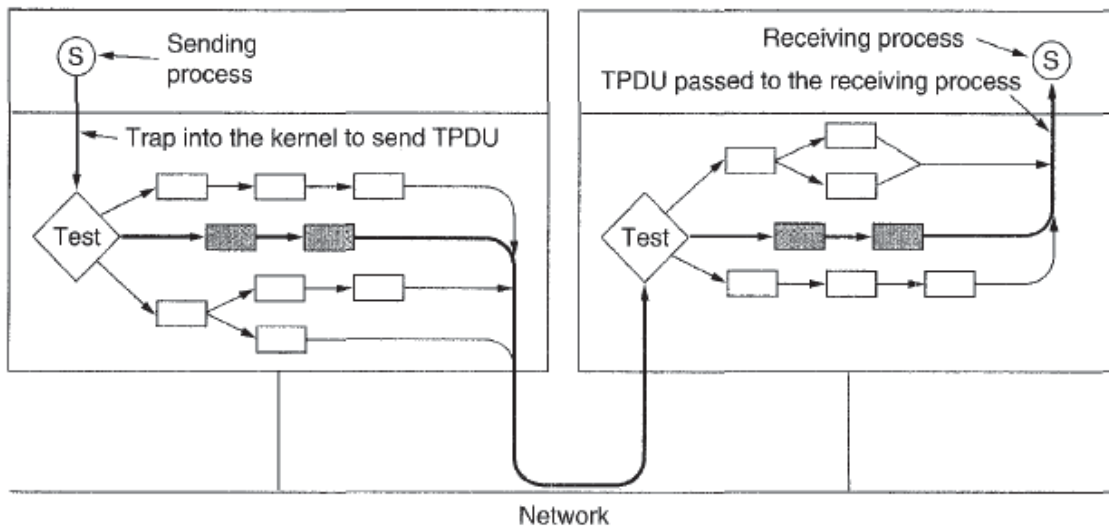 S
Sending
process
Trap into the kernel to send TPDU
Test
Receiving process
S
TPDU passed to the receiving process
Test
Network